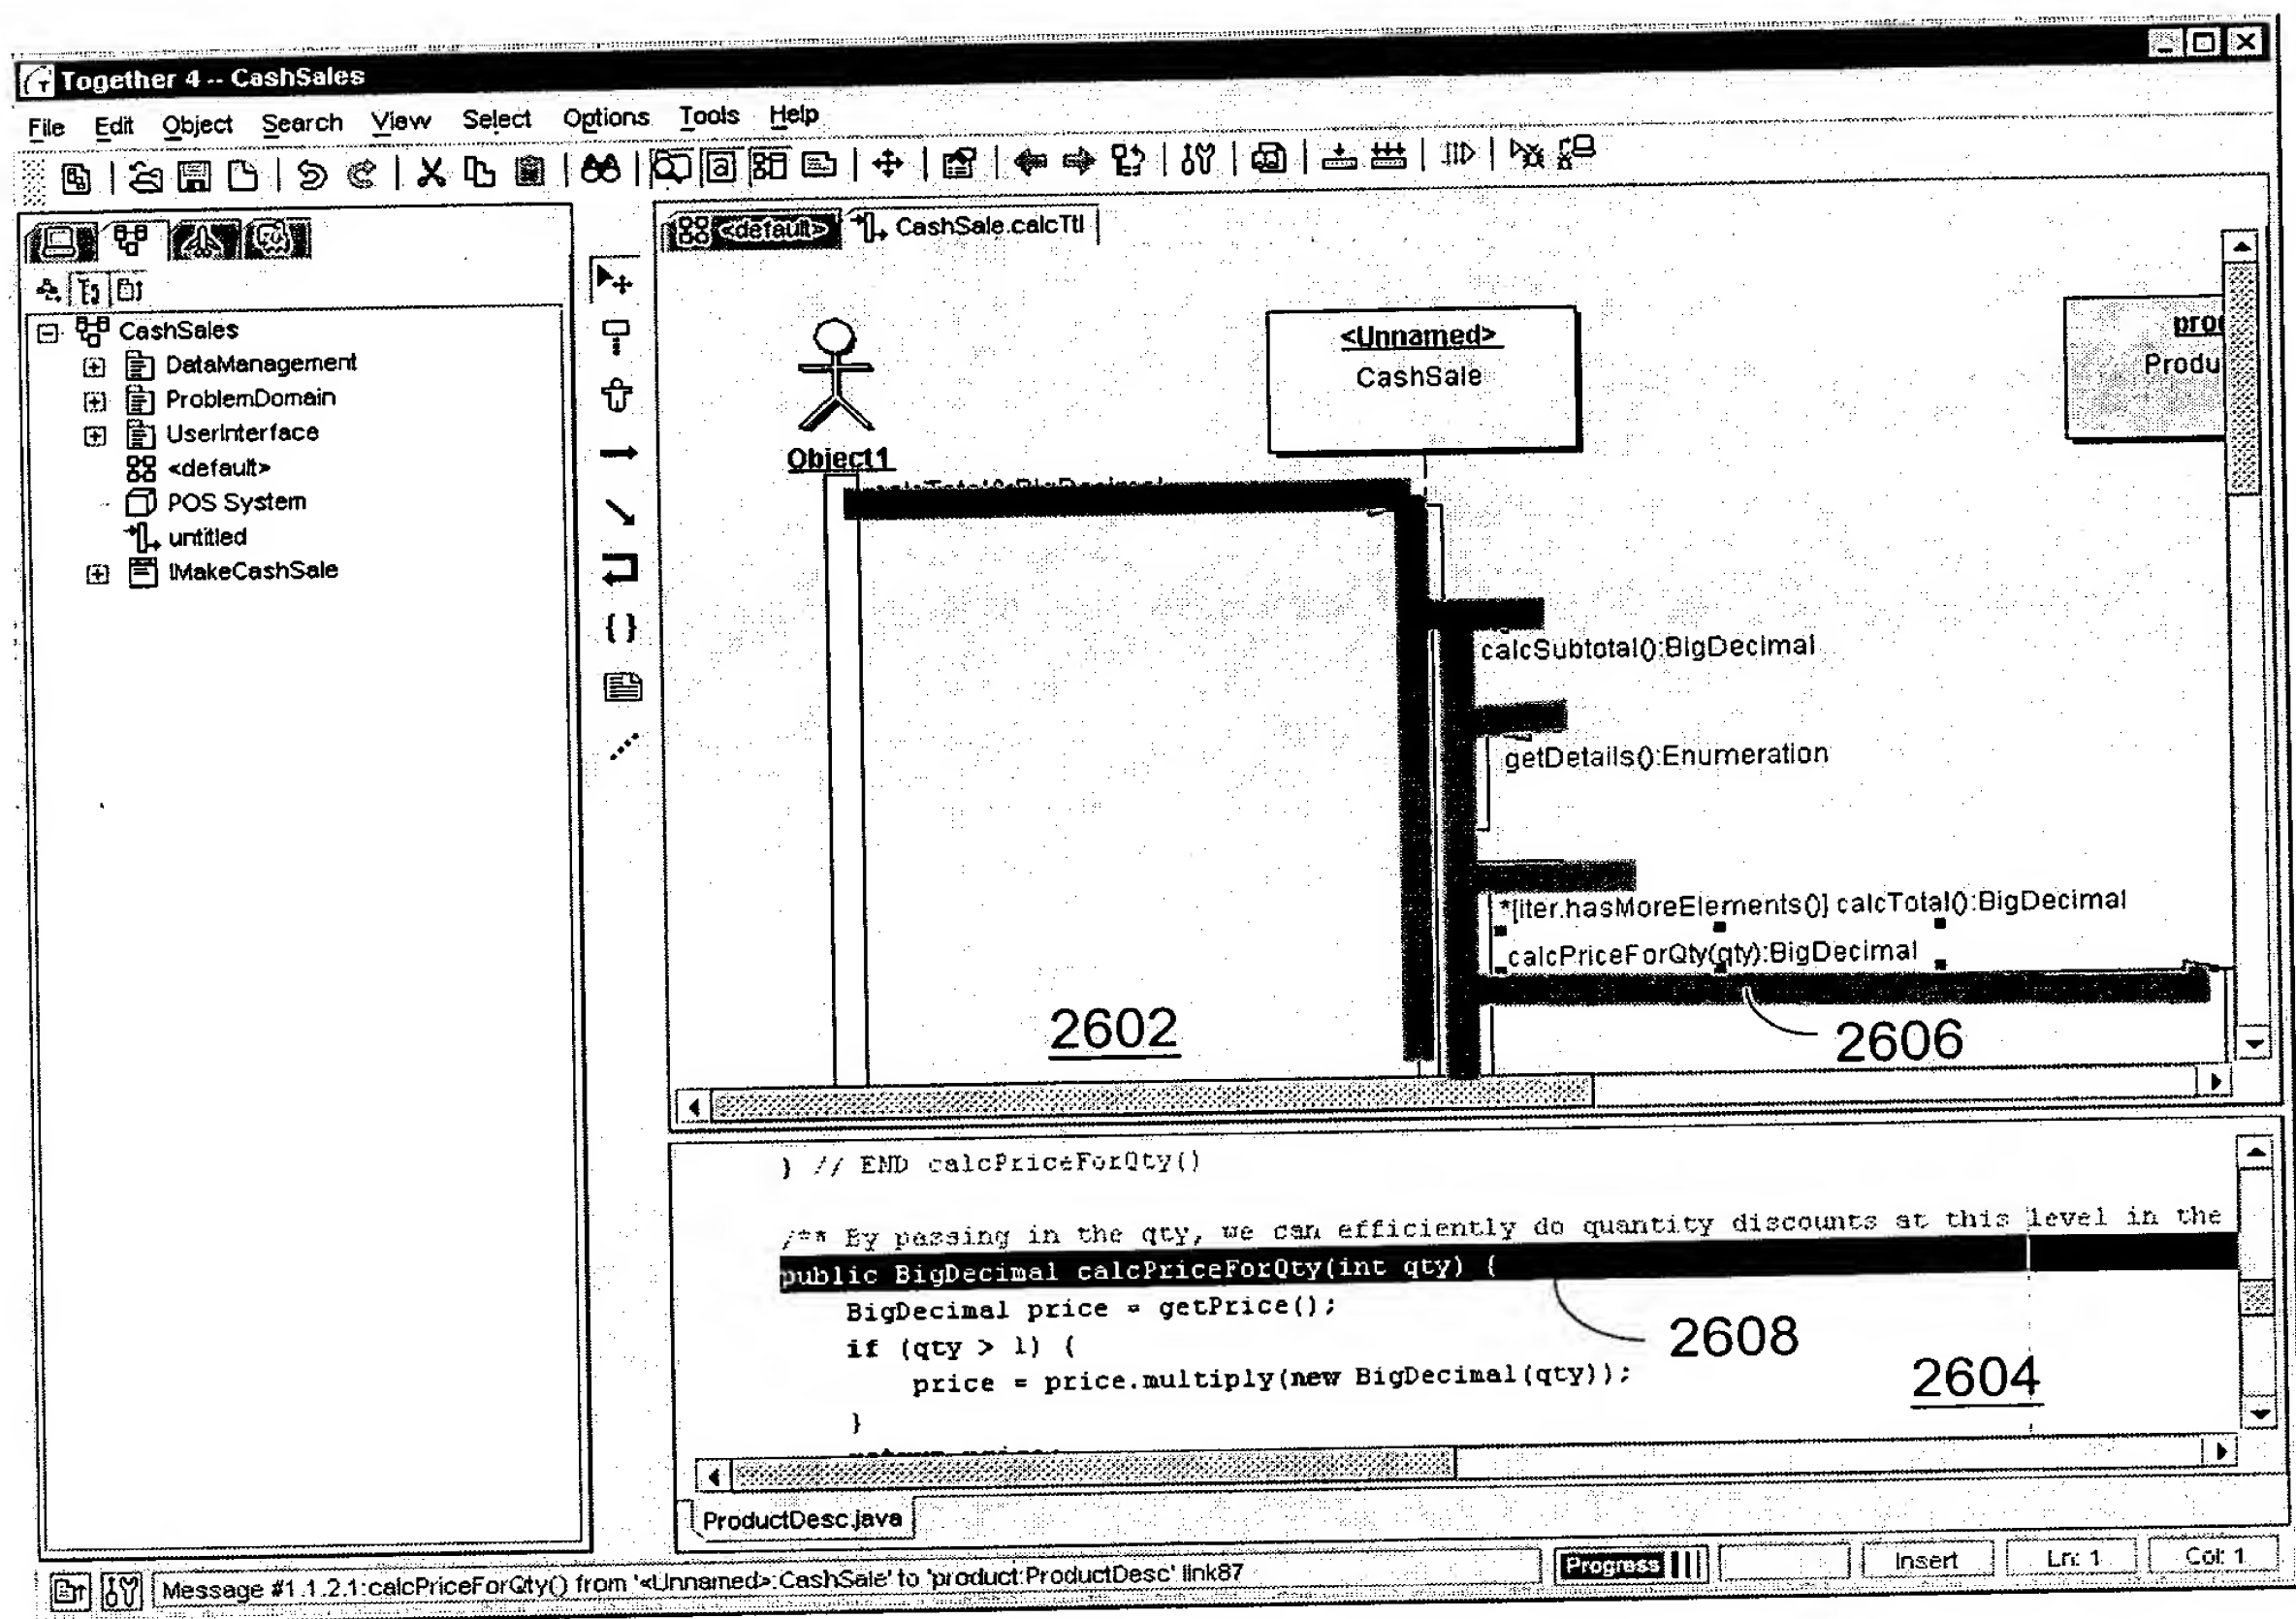 Together 4 -- CashSales
File Edit Object Search View Select Options Tools Help
<default> CashSale.calcTtl
CashSales
DataManagement
ProblemDomain
UserInterface
<default>
POS System
untitled
IMakeCashSale
Object1
<Unnamed>
CashSale
prod
Produ
calcTotal():BigDecimal
calcSubtotal():BigDecimal
getDetails():Enumeration
*[iter.hasMoreElements()] calcTotal():BigDecimal
calcPriceForQty(qty):BigDecimal
2602
2606
} // END calcPriceForQty()
/** By passing in the qty, we can efficiently do quantity discounts at this level in the
public BigDecimal calcPriceForQty(int qty) {
BigDecimal price = getPrice();
if (qty > 1) {
price = price.multiply(new BigDecimal(qty));
}
2608
2604
ProductDesc.java
Message #1.1.2.1:calcPriceForQty() from '<Unnamed>:CashSale' to 'product:ProductDesc' link87
Progress
Insert
Ln: 1
Col: 1